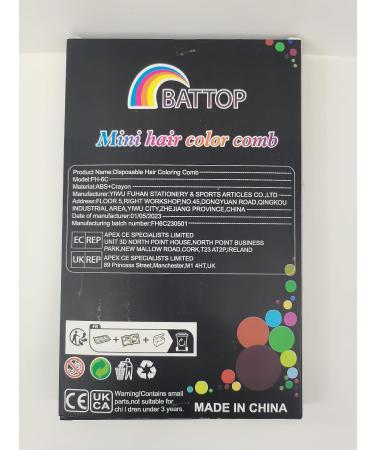 BATTOP
Mini hair color comb
Product Name:Disposable Hair Coloring Comb
Model:FH-6C
Material:ABS+Crayon
Manufacturer:YIWU FUHAN STATIONERY & SPORTS ARTICLES CO.,LTD
Address:FLOOR 5,RIGHT WORKSHOP,NO.45,DONGYUAN ROAD,QINGKOU
INDUSTRIAL AREA,YIWU CITY,ZHEJIANG PROVINCE,CHINA
Date of manufacturer:01/05/2023
Manufacturing batch number:FH6C230501
EC REP
APEX CE SPECIALISTS LIMITED
UNIT 3D NORTH POINT HOUSE,NORTH POINT BUSINESS
PARK,NEW MALLOW ROAD,CORK,T23 AT2P,IRELAND
UK REP
APEX CE SPECIALISTS LIMITED
89 Princess Street,Manchester,M1 4HT,UK
FR
CE
UK
CA
0-3
Warning!Contains small
parts,not suitable for
chi l dren under 3 years.
MADE IN CHINA